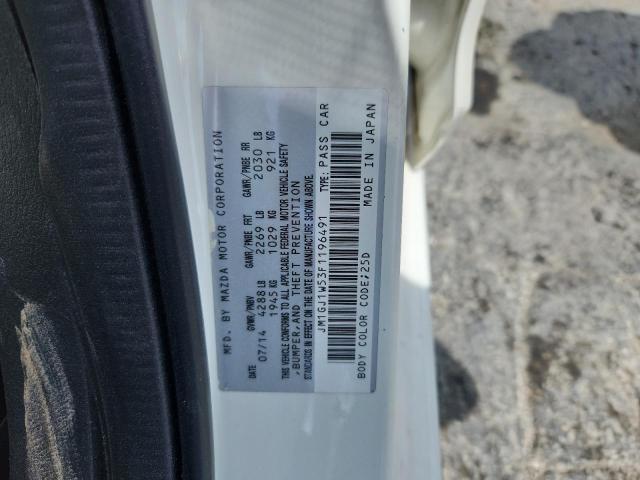 MFD. BY MAZDA MOTOR CORPORATION
DATE GVWR/PNBV GAWR/PNBE FRT GAWR/PNBE RR
07/14 4288 LB 2269 LB 2030 LB
1945 KG 1029 KG 921 KG
THIS VEHICLE CONFORMS TO ALL APPLICABLE FEDERAL MOTOR VEHICLE SAFETY
, BUMPER, AND THEFT PREVENTION
STANDARDS IN EFFECT ON THE DATE OF MANUFACTURE SHOWN ABOVE.
JM1GJ1W53F1196491 TYPE: PASS CAR
BODY COLOR CODE;25D MADE IN JAPAN